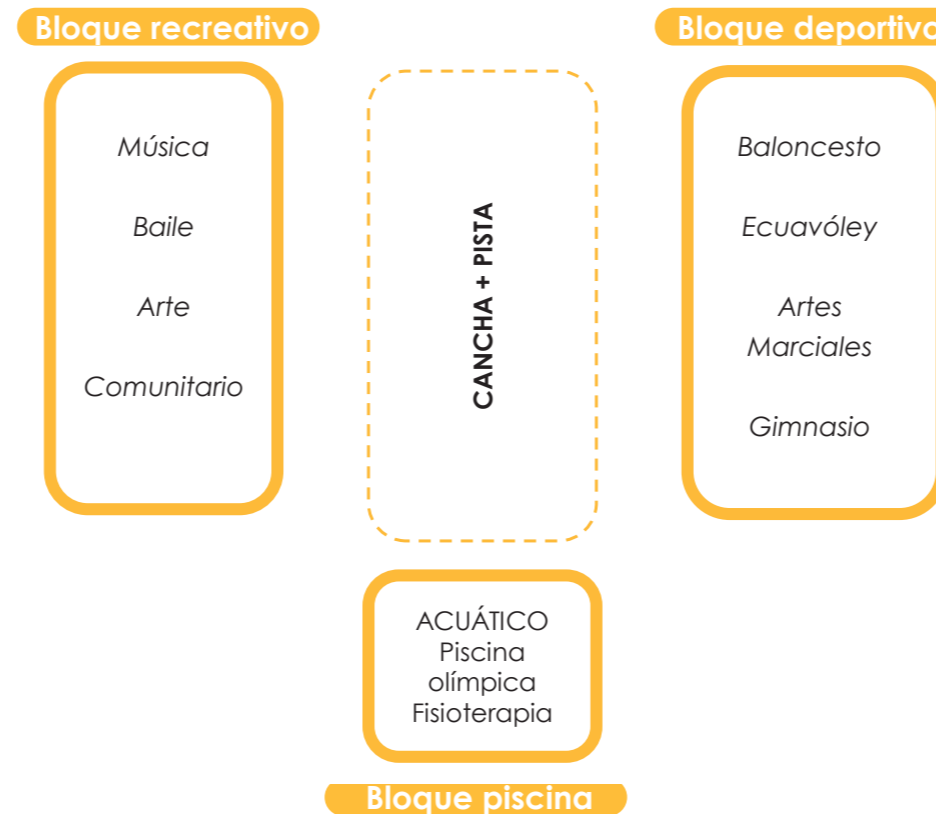 Bloque recreativo
Música
Baile
Arte
Comunitario
CANCHA + PISTA
Bloque deportivo
Baloncesto
Ecuavóley
Artes
Marciales
Gimnasio
ACUÁTICO
Piscina
olímpica
Fisioterapia
Bloque piscina